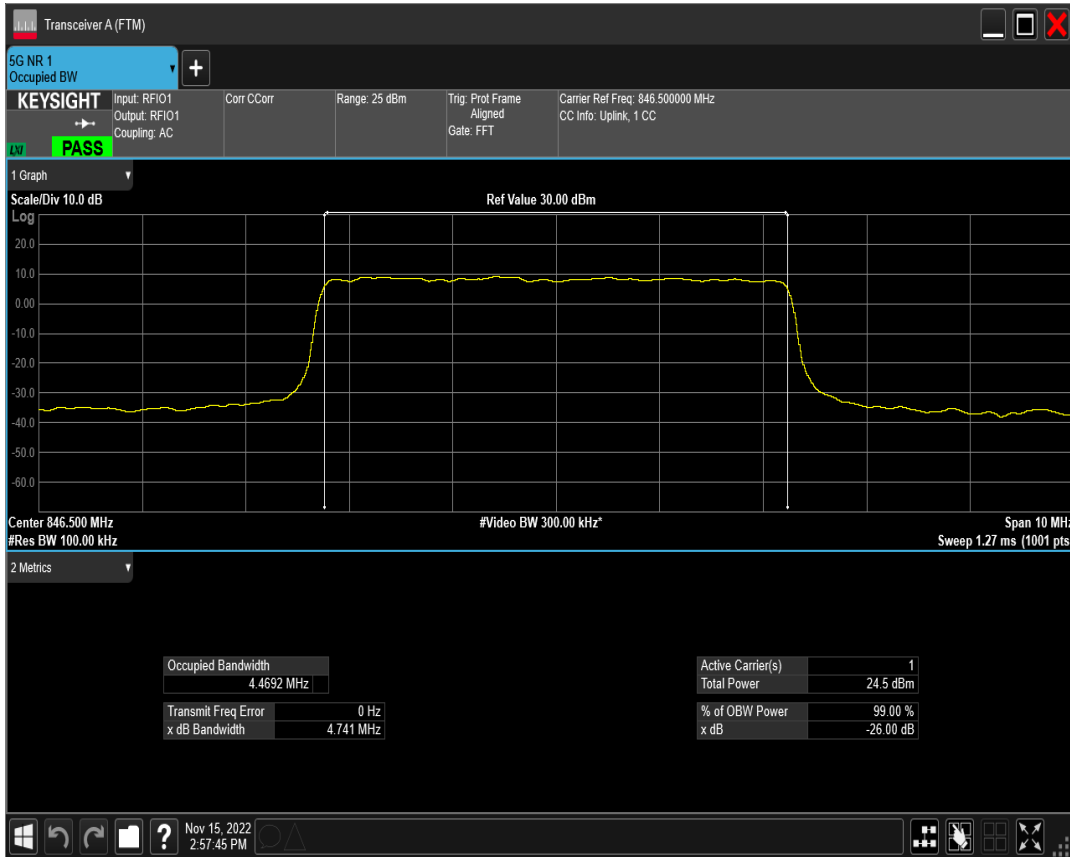 Transceiver A (FTM)
5G NR 1
Occupied BW
+
KEYSIGHT
LXI
PASS
Input: RFIO1
Output: RFIO1
Coupling: AC
Corr CCorr
Range: 25 dBm
Trig: Prot Frame
Aligned
Gate: FFT
Carrier Ref Freq: 846.500000 MHz
CC Info: Uplink, 1 CC
1 Graph
Scale/Div 10.0 dB
Ref Value 30.00 dBm
Log
20.0
10.0
0.00
-10.0
-20.0
-30.0
-40.0
-50.0
-60.0
Center 846.500 MHz
#Video BW 300.00 kHz*
Span 10 MHz
#Res BW 100.00 kHz
Sweep 1.27 ms (1001 pts
2 Metrics
Occupied Bandwidth
4.4692 MHz
Transmit Freq Error 0 Hz
x dB Bandwidth 4.741 MHz
Active Carrier(s) 1
Total Power 24.5 dBm
% of OBW Power 99.00 %
x dB -26.00 dB
?
Nov 15, 2022
2:57:45 PM